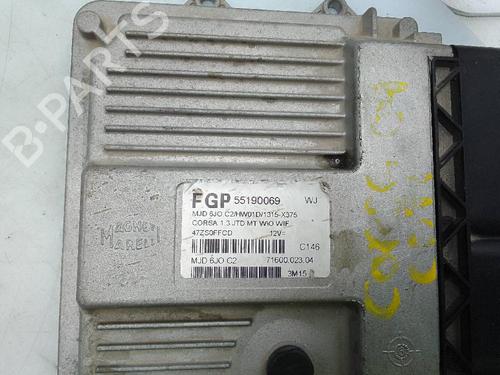 B-PARTS
FGP 55190069 WJ
MJD 6JO C2/HW01D/1315-X375
CORSA 1.3 JTD MT W/O WIF
47ZS0FFCD 12V=
C146
MJD 6JO C2 71600.023.04
3M15
MAGNETI
MARELLI
CORSA